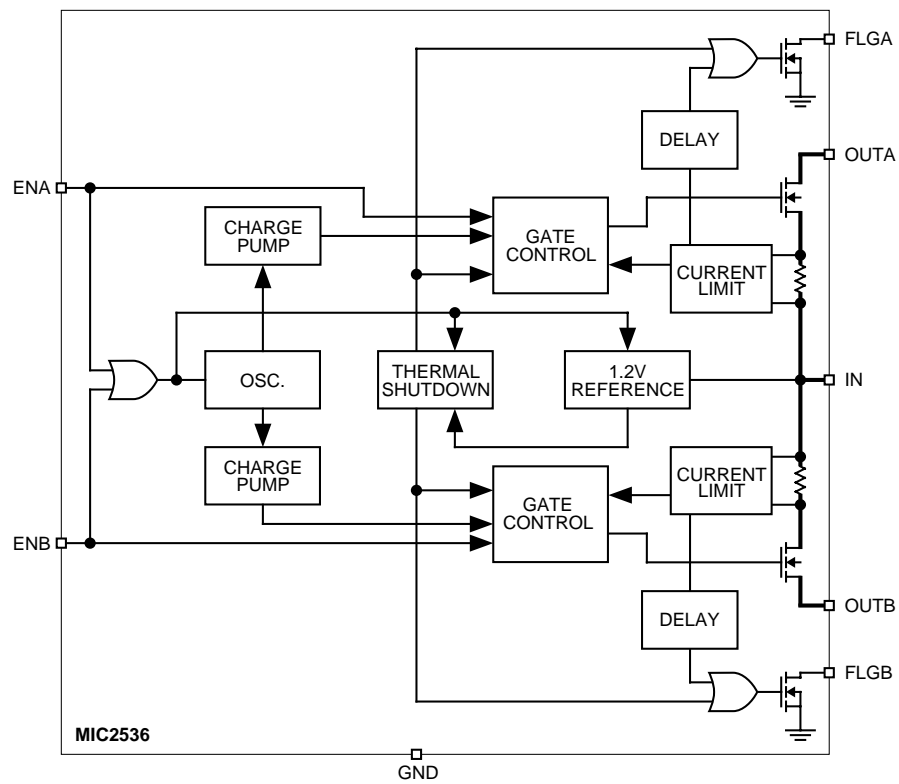 FLGA
DELAY
OUTA
ENA
CHARGE
PUMP
GATE
CONTROL
CURRENT
LIMIT
OSC.
THERMAL
SHUTDOWN
1.2V
REFERENCE
IN
CHARGE
PUMP
GATE
CONTROL
CURRENT
LIMIT
ENB
DELAY
OUTB
FLGB
MIC2536
GND